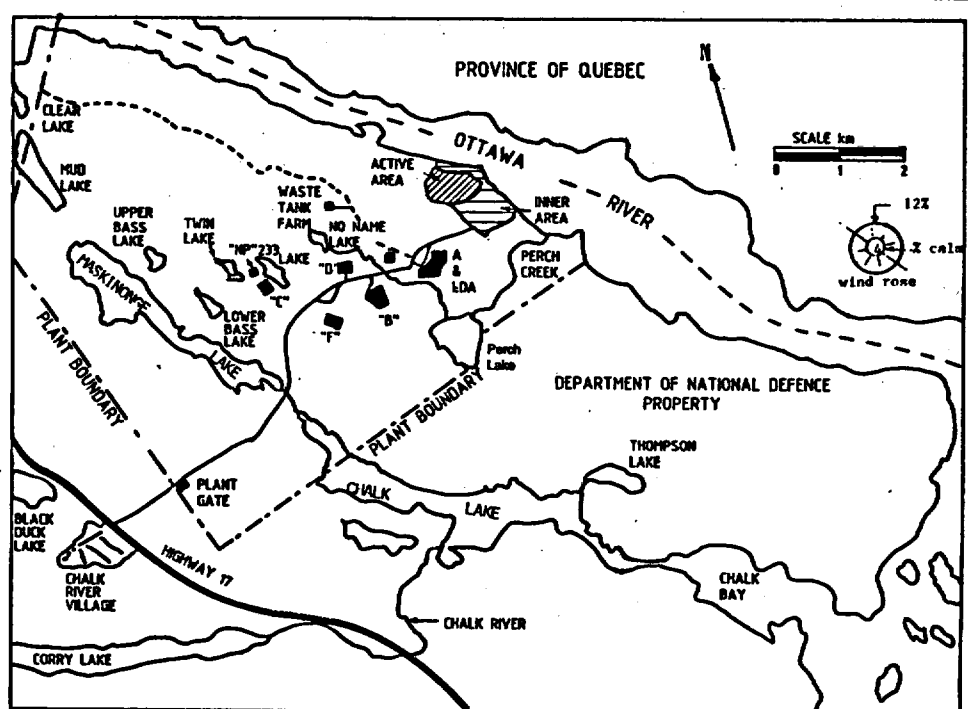 PROVINCE OF QUEBEC
N
OTTAWA
RIVER
SCALE km
1
0
1
2
12%
% calm
wind rose
CLEAR
LAKE
MUD
LAKE
ACTIVE
AREA
INNER
AREA
WASTE
TANK
FARM
NO NAME
LAKE
UPPER
BASS
LAKE
TWIN
LAKE
"NP"
233
LAKE
"D"
"C"
A
&
LDA
PERCH
CREEK
MASKINONGE
LAKE
LOWER
BASS
LAKE
"F"
"B"
Perch
Lake
PLANT BOUNDARY
PLANT BOUNDARY
DEPARTMENT OF NATIONAL DEFENCE
PROPERTY
THOMPSON
LAKE
PLANT
GATE
CHALK
LAKE
BLACK
DUCK
LAKE
CHALK
RIVER
VILLAGE
HIGHWAY 17
CHALK
BAY
CHALK RIVER
CORRY LAKE